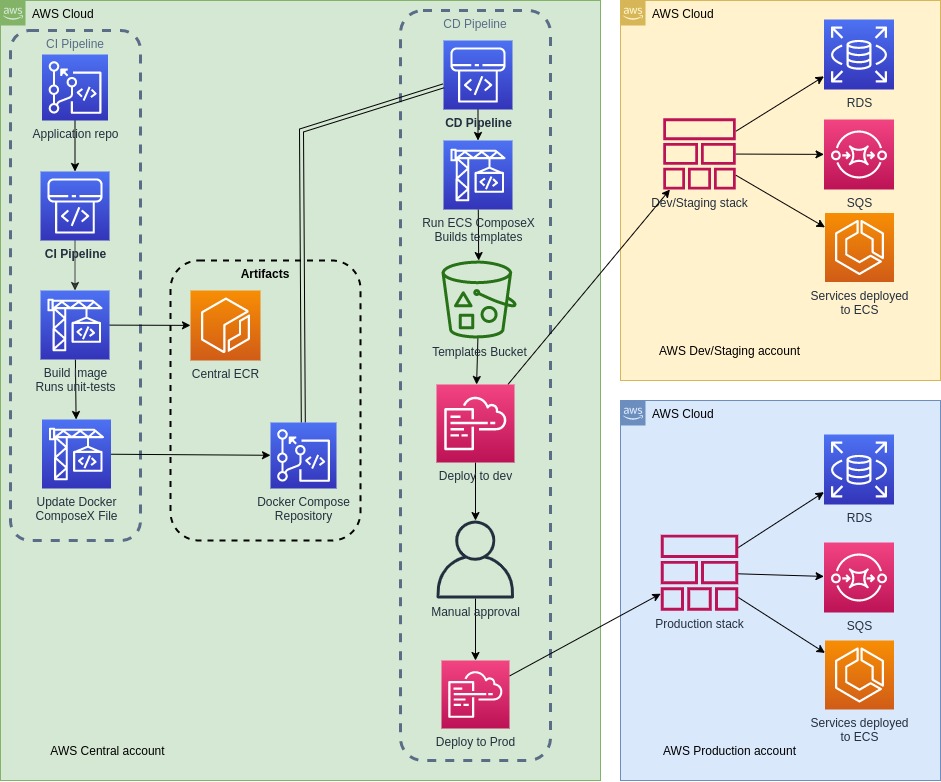 aws
AWS Cloud
CI Pipeline
Application repo
CI Pipeline
Build image
Runs unit-tests
Update Docker
ComposeX File
Artifacts
Central ECR
Docker Compose
Repository
CD Pipeline
CD Pipeline
Run ECS ComposeX
Builds templates
Templates Bucket
Deploy to dev
Manual approval
Deploy to Prod
AWS Central account
aws
AWS Cloud
Dev/Staging stack
RDS
SQS
Services deployed
to ECS
AWS Dev/Staging account
aws
AWS Cloud
Production stack
RDS
SQS
Services deployed
to ECS
AWS Production account